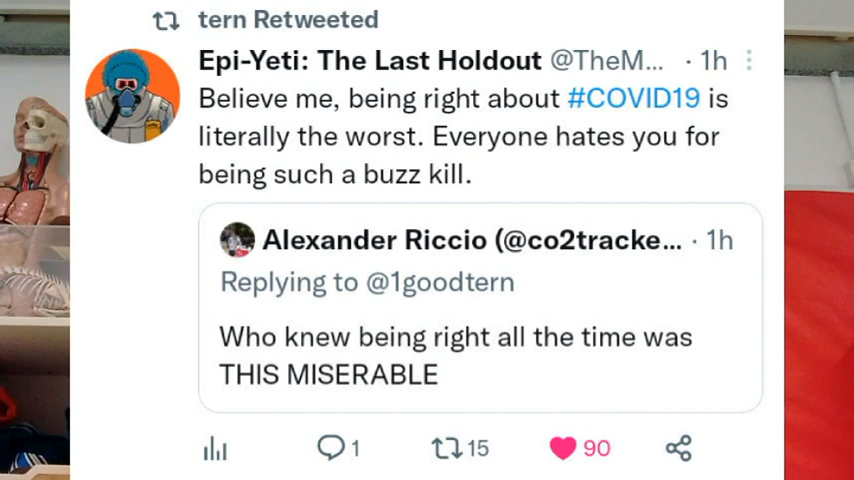 tern Retweeted
Epi-Yeti: The Last Holdout @TheM... · 1h
Believe me, being right about #COVID19 is
literally the worst. Everyone hates you for
being such a buzz kill.
Alexander Riccio (@co2tracke... · 1h
Replying to @1goodtern
Who knew being right all the time was
THIS MISERABLE
1
15
90